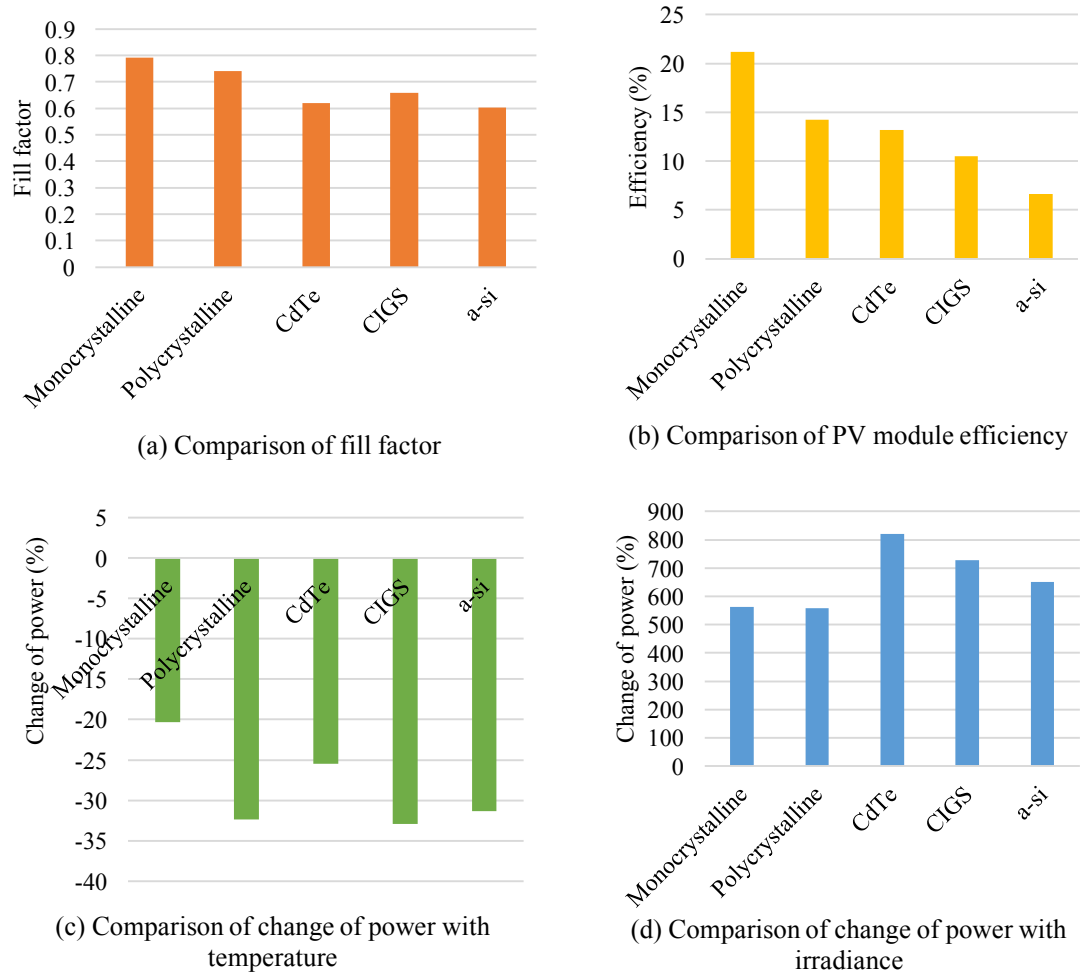 0.9
0.8
0.7
0.6
0.5
0.4
0.3
0.2
0.1
0
Fill factor
Monocrystalline
Polycrystalline
CdTe
CIGS
a-si
(a) Comparison of fill factor
25
20
15
10
5
0
Efficiency (%)
Monocrystalline
Polycrystalline
CdTe
CIGS
a-si
(b) Comparison of PV module efficiency
5
0
-5
-10
-15
-20
-25
-30
-35
-40
Change of power (%)
Monocrystalline
Polycrystalline
CdTe
CIGS
a-si
(c) Comparison of change of power with
temperature
900
800
700
600
500
400
300
200
100
0
Change of power (%)
Monocrystalline
Polycrystalline
CdTe
CIGS
a-si
(d) Comparison of change of power with
irradiance